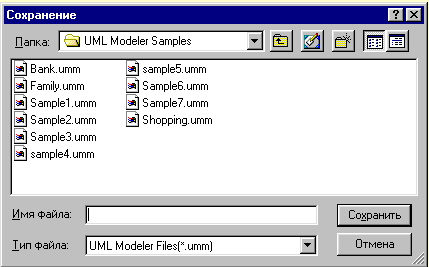 Сохранение
Папка: UML Modeler Samples
Bank.umm
Family.umm
Sample1.umm
Sample2.umm
Sample3.umm
sample4.umm
sample5.umm
Sample6.umm
Sample7.umm
Shopping.umm
Имя файла:
Сохранить
Тип файла: UML Modeler Files(*.umm)
Отмена